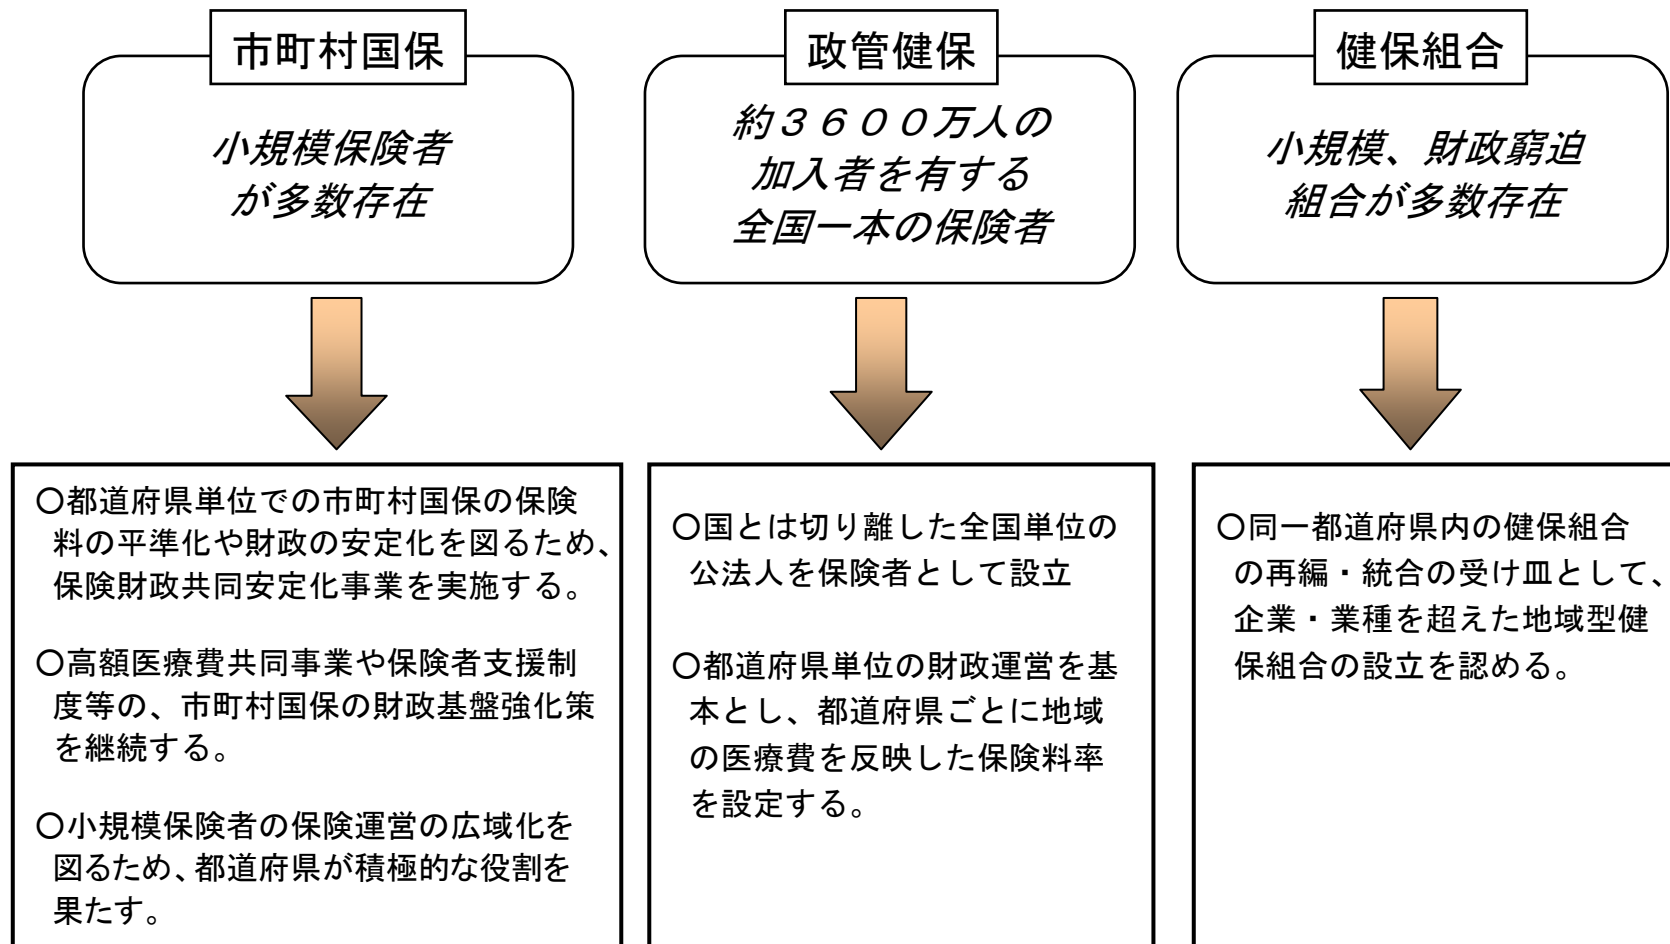 市町村国保
小規模保険者
が多数存在
○都道府県単位での市町村国保の保険
料の平準化や財政の安定化を図るため、
保険財政共同安定化事業を実施する。
○高額医療費共同事業や保険者支援制
度等の、市町村国保の財政基盤強化策
を継続する。
○小規模保険者の保険運営の広域化を
図るため、都道府県が積極的な役割を
果たす。
政管健保
約３６００万人の
加入者を有する
全国一本の保険者
○国とは切り離した全国単位の
公法人を保険者として設立
○都道府県単位の財政運営を基
本とし、都道府県ごとに地域
の医療費を反映した保険料率
を設定する。
健保組合
小規模、財政窮迫
組合が多数存在
○同一都道府県内の健保組合
の再編・統合の受け皿として、
企業・業種を超えた地域型健
保組合の設立を認める。